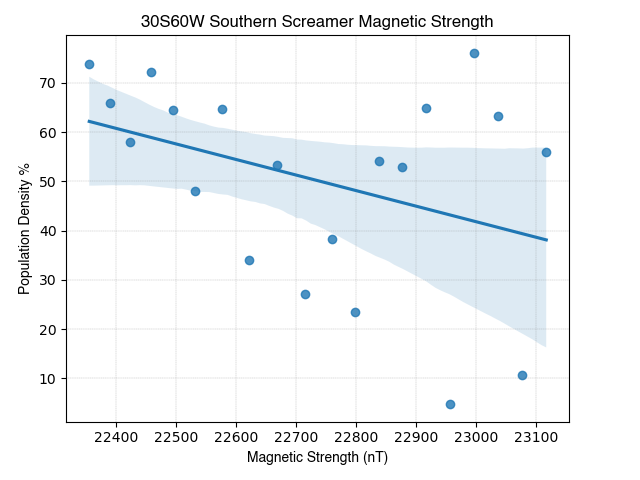 30S60W Southern Screamer Magnetic Strength
Population Density %
70
60
50
40
30
20
10
22400 22500 22600 22700 22800 22900 23000 23100
Magnetic Strength (nT)